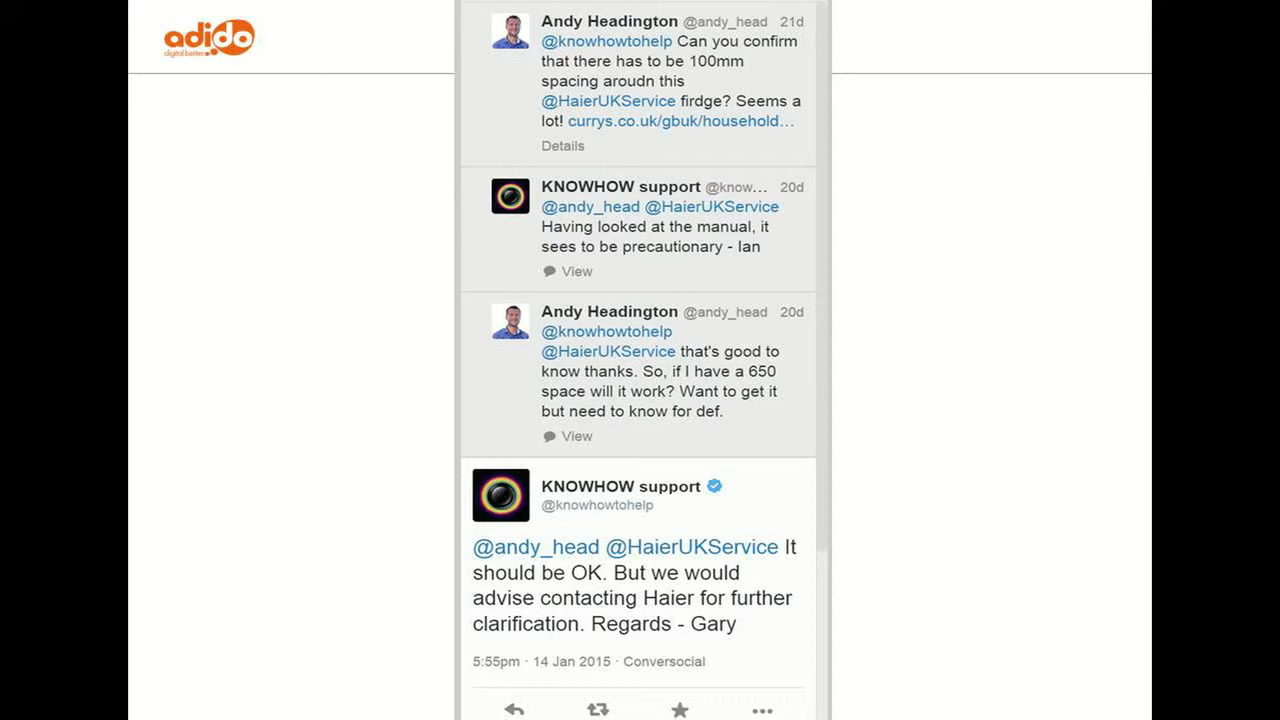 adido
digital better.
Andy Headington @andy_head 21d
@knowhowtohelp Can you confirm
that there has to be 100mm
spacing aroudn this
@HaierUKService firdge? Seems a
lot! currys.co.uk/gbuk/household...
Details
KNOWHOW support @know... 20d
@andy_head @HaierUKService
Having looked at the manual, it
sees to be precautionary - Ian
View
Andy Headington @andy_head 20d
@knowhowtohelp
@HaierUKService that's good to
know thanks. So, if I have a 650
space will it work? Want to get it
but need to know for def.
View
KNOWHOW support
@knowhowtohelp
@andy_head @HaierUKService It
should be OK. But we would
advise contacting Haier for further
clarification. Regards - Gary
5:55pm · 14 Jan 2015 · Conversocial